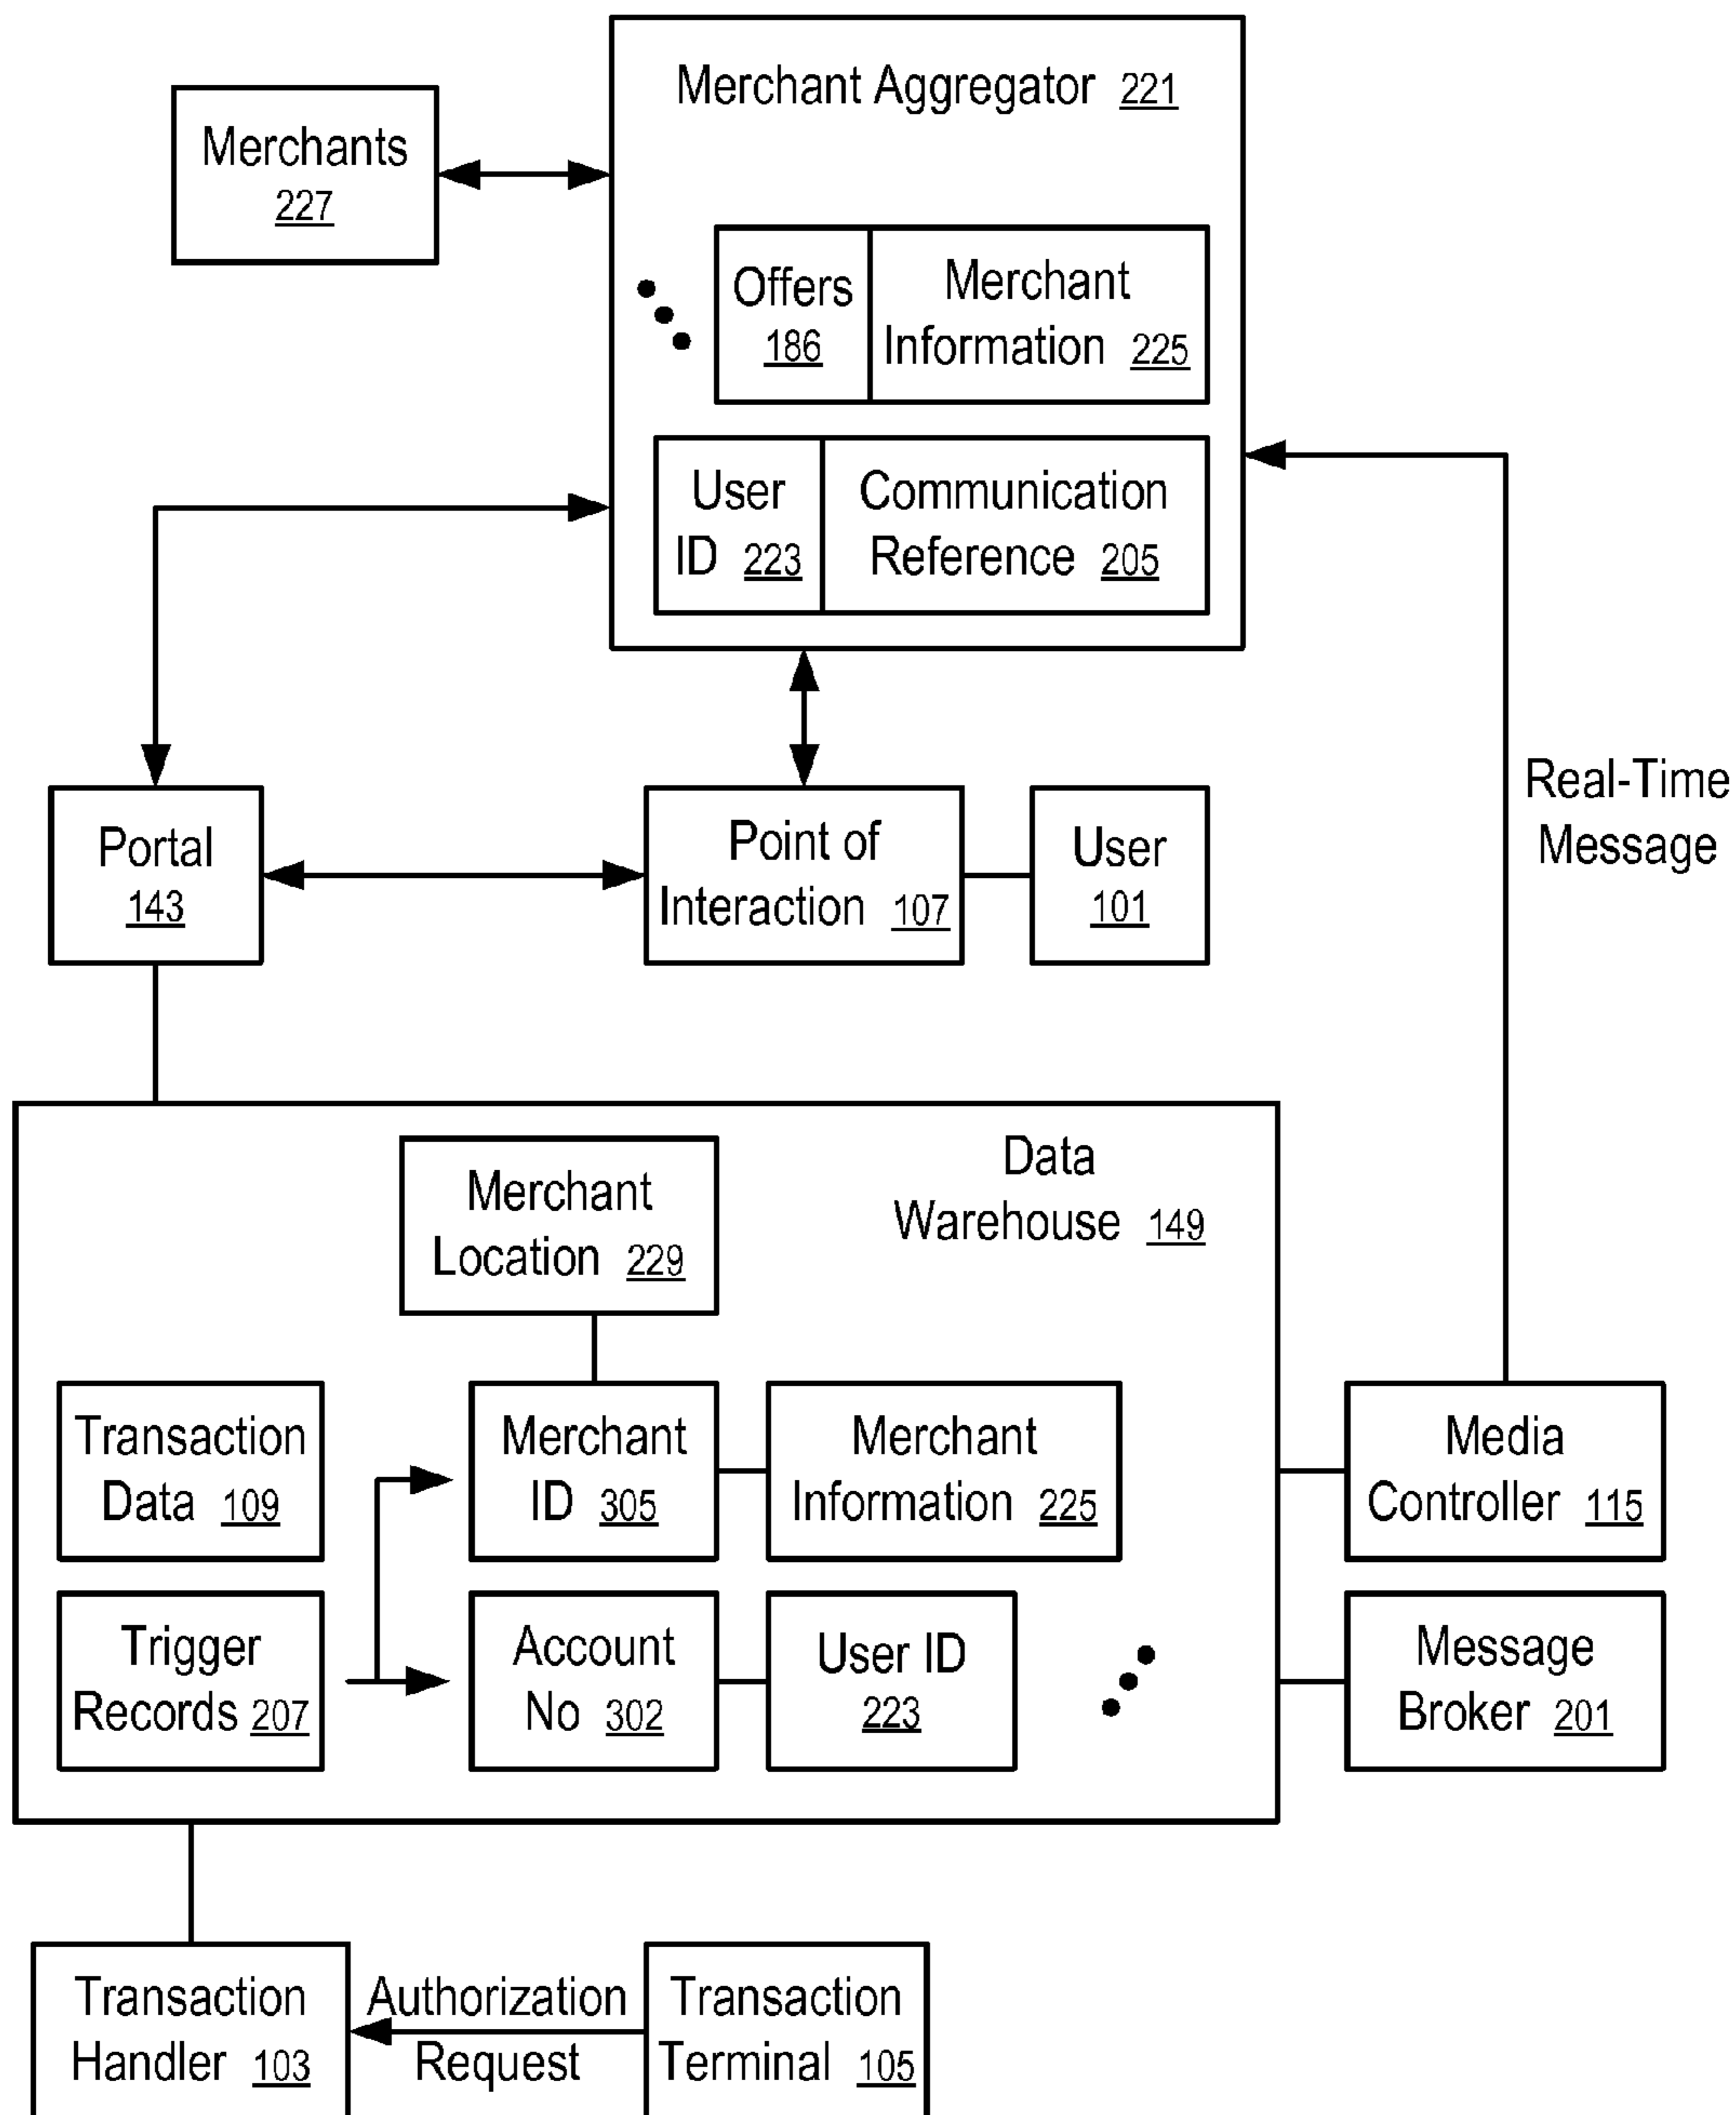 Merchant Aggregator 221
Merchants
227
Offers
186
Merchant
Information 225
User
ID 223
Communication
Reference 205
Real-Time
Message
Portal
143
Point of
Interaction 107
User
101
Data
Warehouse 149
Merchant
Location 229
Transaction
Data 109
Merchant
ID 305
Merchant
Information 225
Media
Controller 115
Trigger
Records 207
Account
No 302
User ID
223
Message
Broker 201
Transaction
Handler 103
Authorization
Request
Transaction
Terminal 105